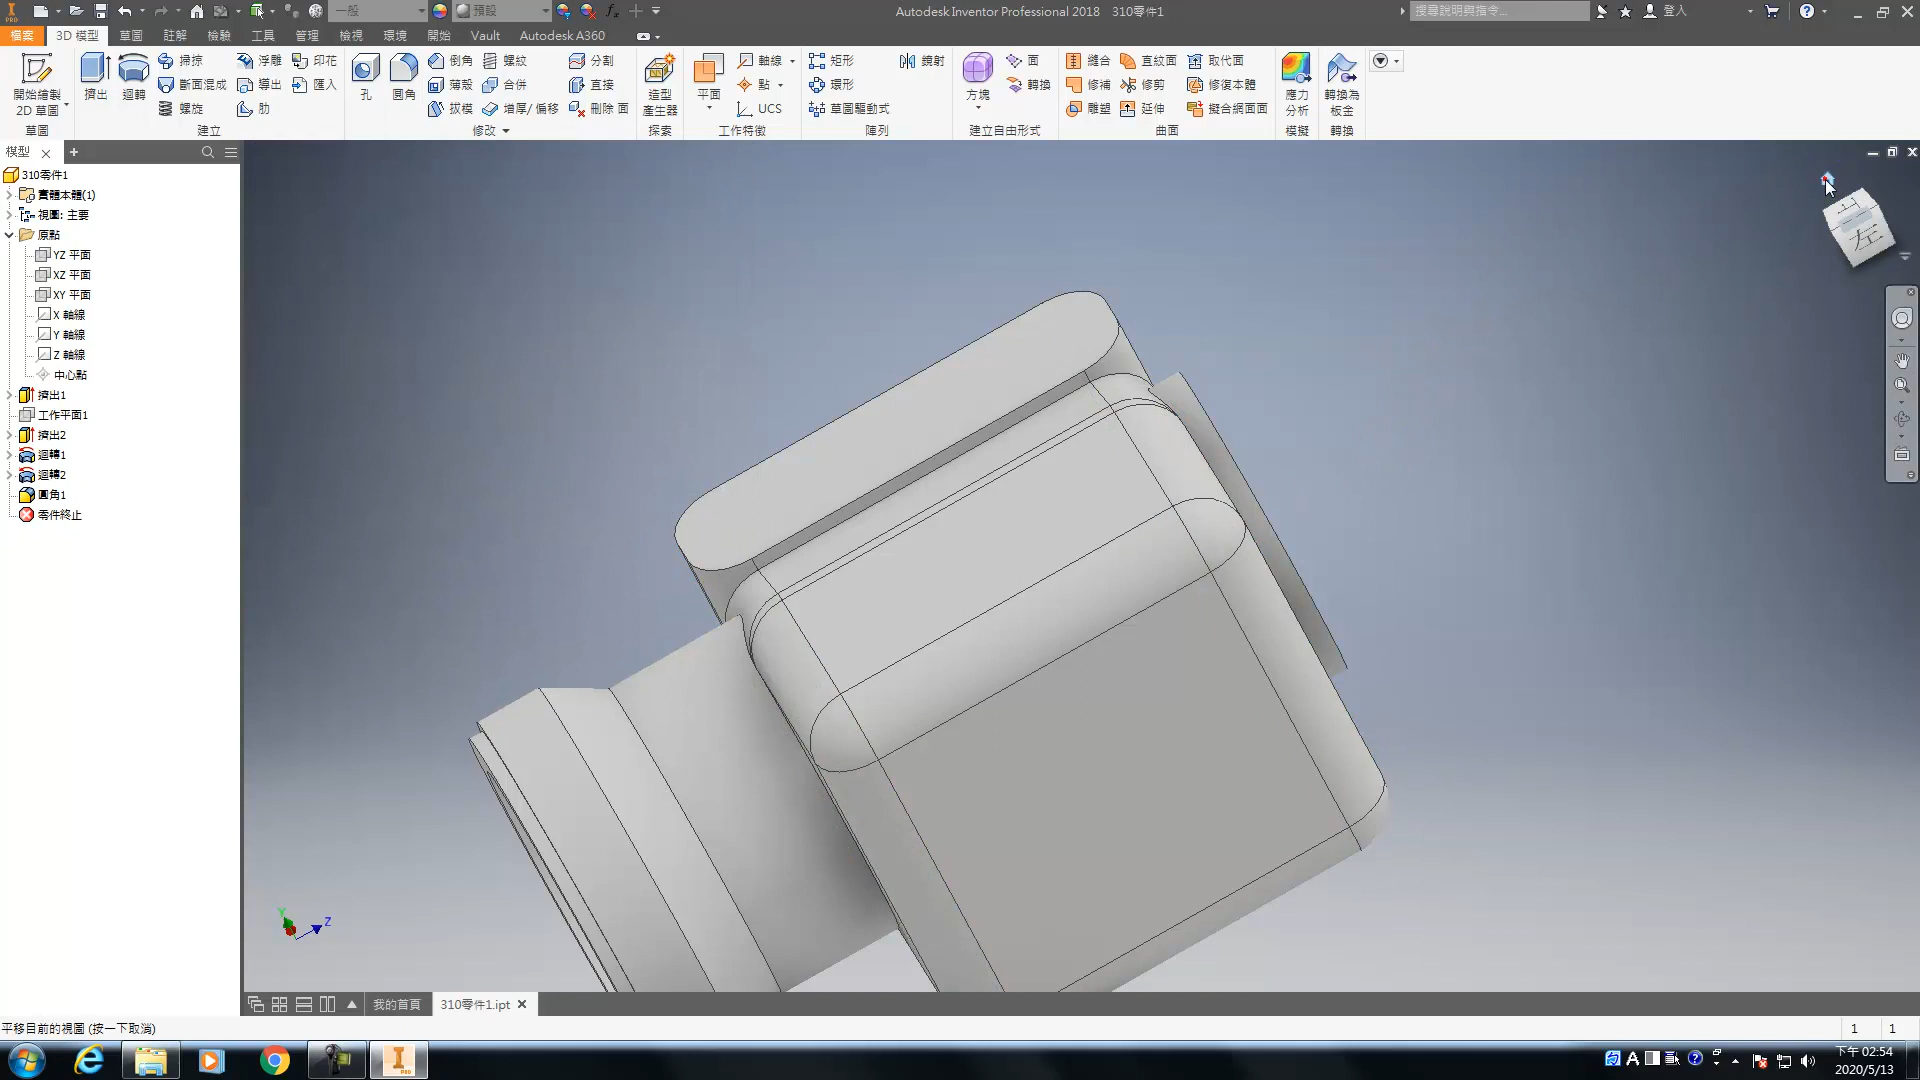 一般
預設
Autodesk Inventor Professional 2018 310零件1
搜尋說明與指令...
登入
檔案 3D 模型 草圖 註解 檢驗 工具 管理 檢視 環境 開始 Vault Autodesk A360
開始繪製 2D 草圖
草圖
擠出 迴轉
掃掠 浮雕 印花
斷面混成 導出 匯入
螺旋 肋
建立
孔 圓角
倒角 螺紋 分割
薄殼 合併 直接
拔模 增厚/偏移 刪除 面
修改
造型產生器
探索
平面
軸線
點
UCS
工作特徵
矩形 鏡射
環形
草圖驅動式
陣列
方塊
面
轉換
建立自由形式
縫合 直紋面 取代面
修補 修剪 修復本體
雕塑 延伸 擬合網面面
曲面
應力分析
模擬
轉換為板金
轉換
模型
310零件1
實體本體(1)
視圖: 主要
原點
YZ 平面
XZ 平面
XY 平面
X 軸線
Y 軸線
Z 軸線
中心點
擠出1
工作平面1
擠出2
迴轉1
迴轉2
圓角1
零件終止
左
Y
Z
我的首頁 310零件1.ipt
平移目前的視圖 (按一下取消)
1 1
下午 02:54
2020/5/13